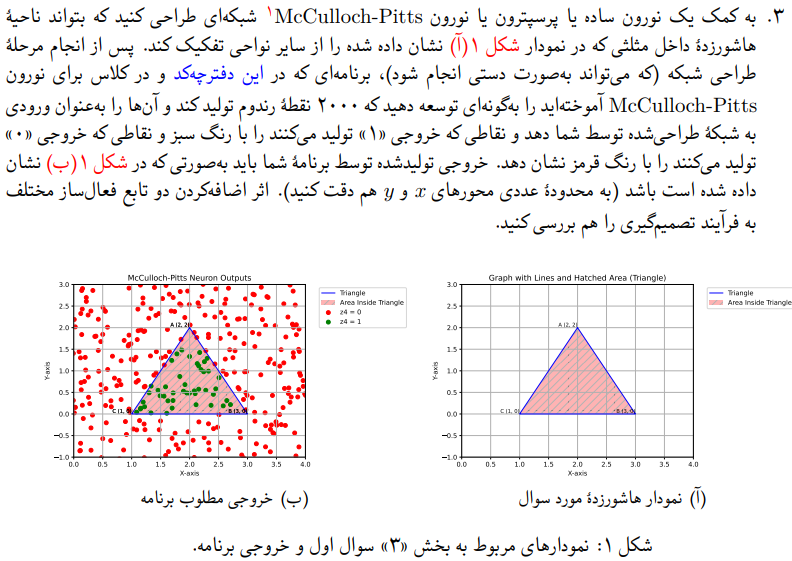 ۳. به کمک یک نورون ساده یا پرسپترون یا نورون McCulloch-Pitts۱ شبکه‌ای طراحی کنید که بتواند ناحیهٔ
هاشورزدهٔ داخل مثلثی که در نمودار شکل ۱(آ) نشان داده شده را از سایر نواحی تفکیک کند. پس از انجام مرحلهٔ
طراحی شبکه (که می‌تواند به‌صورت دستی انجام شود)، برنامه‌ای که در این دفترچه‌کد و در کلاس برای نورون
McCulloch-Pitts آموخته‌اید را به‌گونه‌ای توسعه دهید که ۲۰۰۰ نقطهٔ رندوم تولید کند و آن‌ها را به‌عنوان ورودی
به شبکهٔ طراحی‌شده توسط شما دهد و نقاطی که خروجی «۱» تولید می‌کنند را با رنگ سبز و نقاطی که خروجی «۰»
تولید می‌کنند را با رنگ قرمز نشان دهد. خروجی تولیدشده توسط برنامهٔ شما باید به‌صورتی که در شکل ۱(ب) نشان
داده شده است باشد (به محدودهٔ عددی محورهای x و y هم دقت کنید). اثر اضافه‌کردن دو تابع فعال‌ساز مختلف
به فرآیند تصمیم‌گیری را هم بررسی کنید.
Graph with Lines and Hatched Area (Triangle)
Triangle
Area Inside Triangle
Y-axis
3.0
2.5
2.0
1.5
1.0
0.5
0.0
−0.5
−1.0
A (2, 2)
C (1, 0)
B (3, 0)
0.0 0.5 1.0 1.5 2.0 2.5 3.0 3.5 4.0
X-axis
(آ) نمودار هاشورزدهٔ مورد سوال
McCulloch-Pitts Neuron Outputs
Triangle
Area Inside Triangle
z4 = 0
z4 = 1
Y-axis
3.0
2.5
2.0
1.5
1.0
0.5
0.0
−0.5
−1.0
A (2, 2)
C (1, 0)
B (3, 0)
0.0 0.5 1.0 1.5 2.0 2.5 3.0 3.5 4.0
X-axis
(ب) خروجی مطلوب برنامه
شکل ۱: نمودارهای مربوط به بخش «۳» سوال اول و خروجی برنامه.